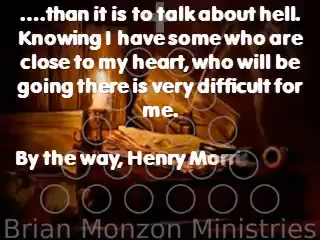 ....than it is to talk about hell.
Knowing I have some who are
close to my heart, who will be
going there is very difficult for
me.
By the way, Henry Morris
Brian Monzon Ministries